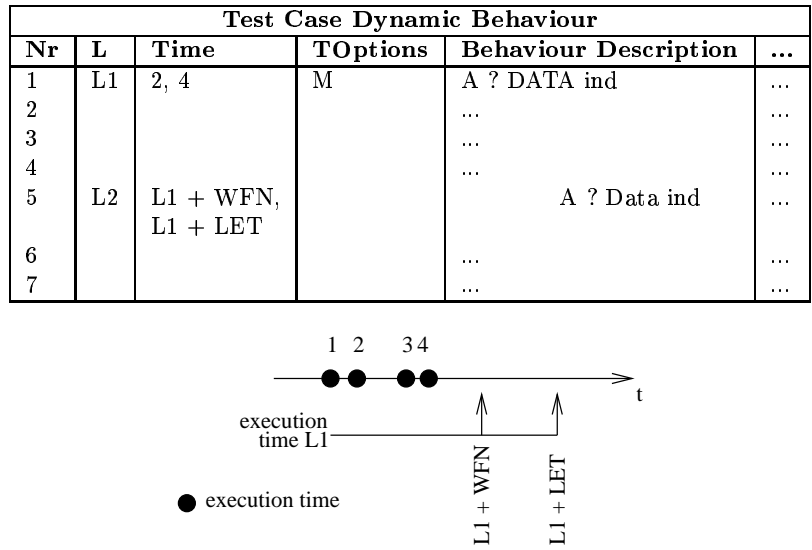 Test Case Dynamic Behaviour
Nr L Time TOptions Behaviour Description ...
1 L1 2, 4 M A ? DATA ind ...
2 ... ...
3 ... ...
4 ... ...
5 L2 L1 + WFN, A ? Data ind ...
L1 + LET
6 ... ...
7 ... ...
1 2 3 4
t
execution
time L1
L1 + WFN
L1 + LET
execution time